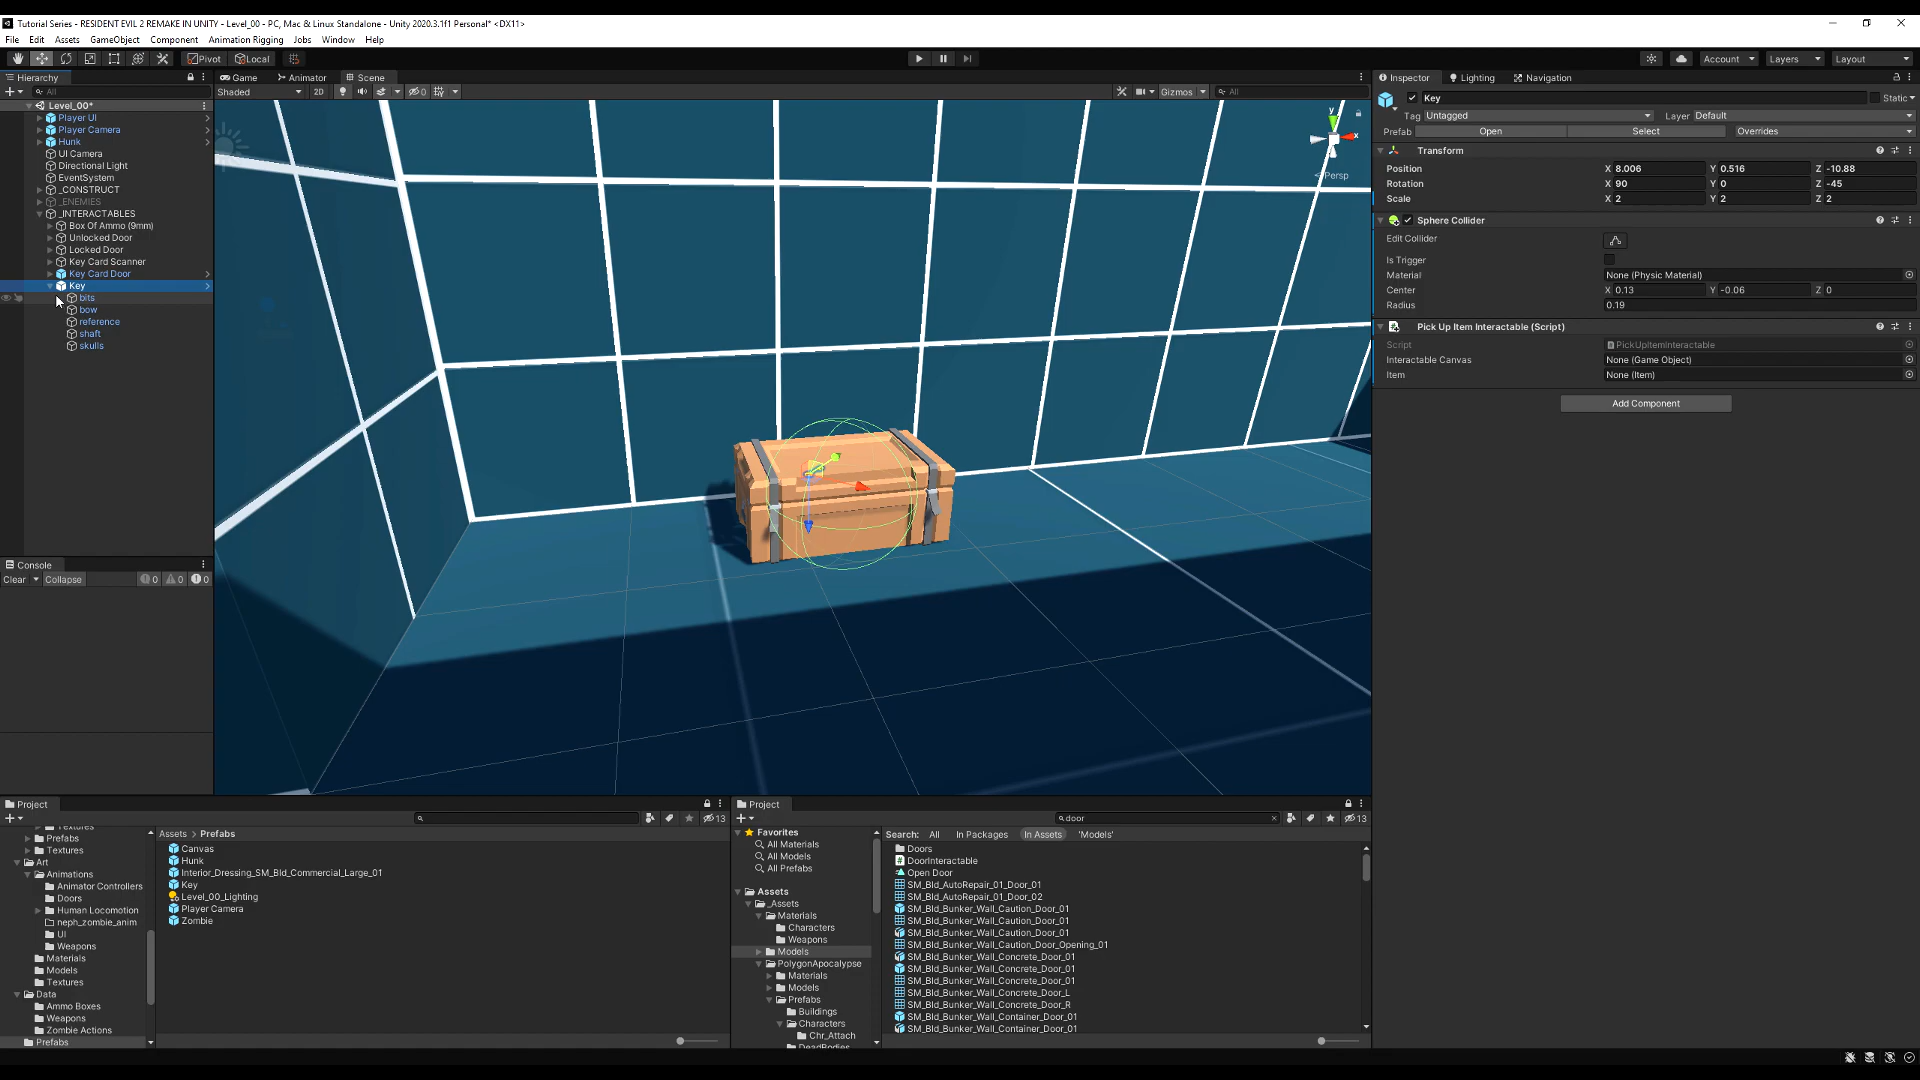 Tutorial Series - RESIDENT EVIL 2 REMAKE IN UNITY - Level_00 - PC, Mac & Linux Standalone - Unity 2020.3.1f1 Personal* <DX11>
File Edit Assets GameObject Component Animation Rigging Jobs Window Help
Pivot Local Account Layers Layout
Hierarchy Game Animator Scene Inspector Lighting Navigation
All
Shaded 2D 0 Gizmos All
Level_00*
Player UI
Player Camera
Hunk
UI Camera
Directional Light
EventSystem
_CONSTRUCT
_ENEMIES
_INTERACTABLES
Box Of Ammo (9mm)
Unlocked Door
Locked Door
Key Card Scanner
Key Card Door
Key
bits
bow
reference
shaft
skulls
y
x
< Persp
Key Static
Tag Untagged Layer Default
Prefab Open Select Overrides
Transform
Position X 8.006 Y 0.516 Z -10.88
Rotation X 90 Y 0 Z -45
Scale X 2 Y 2 Z 2
Sphere Collider
Edit Collider
Is Trigger
Material None (Physic Material)
Center X 0.13 Y -0.06 Z 0
Radius 0.19
Pick Up Item Interactable (Script)
Script PickUpItemInteractable
Interactable Canvas None (Game Object)
Item None (Item)
Add Component
Console
Clear Collapse 0 0 0
Project
13
Textures
Prefabs
Textures
Art
Animations
Animator Controllers
Doors
Human Locomotion
neph_zombie_anim
UI
Weapons
Materials
Models
Textures
Data
Ammo Boxes
Weapons
Zombie Actions
Prefabs
Assets > Prefabs
Canvas
Hunk
Interior_Dressing_SM_Bld_Commercial_Large_01
Key
Level_00_Lighting
Player Camera
Zombie
Project
door 13
Favorites
All Materials
All Models
All Prefabs
Assets
_Assets
Materials
Characters
Weapons
Models
PolygonApocalypse
Materials
Models
Prefabs
Buildings
Characters
Chr_Attach
DeadBodies
Search: All In Packages In Assets 'Models'
Doors
DoorInteractable
Open Door
SM_Bld_AutoRepair_01_Door_01
SM_Bld_AutoRepair_01_Door_02
SM_Bld_Bunker_Wall_Caution_Door_01
SM_Bld_Bunker_Wall_Caution_Door_01
SM_Bld_Bunker_Wall_Caution_Door_01
SM_Bld_Bunker_Wall_Caution_Door_Opening_01
SM_Bld_Bunker_Wall_Concrete_Door_01
SM_Bld_Bunker_Wall_Concrete_Door_01
SM_Bld_Bunker_Wall_Concrete_Door_01
SM_Bld_Bunker_Wall_Concrete_Door_L
SM_Bld_Bunker_Wall_Concrete_Door_R
SM_Bld_Bunker_Wall_Container_Door_01
SM_Bld_Bunker_Wall_Container_Door_01